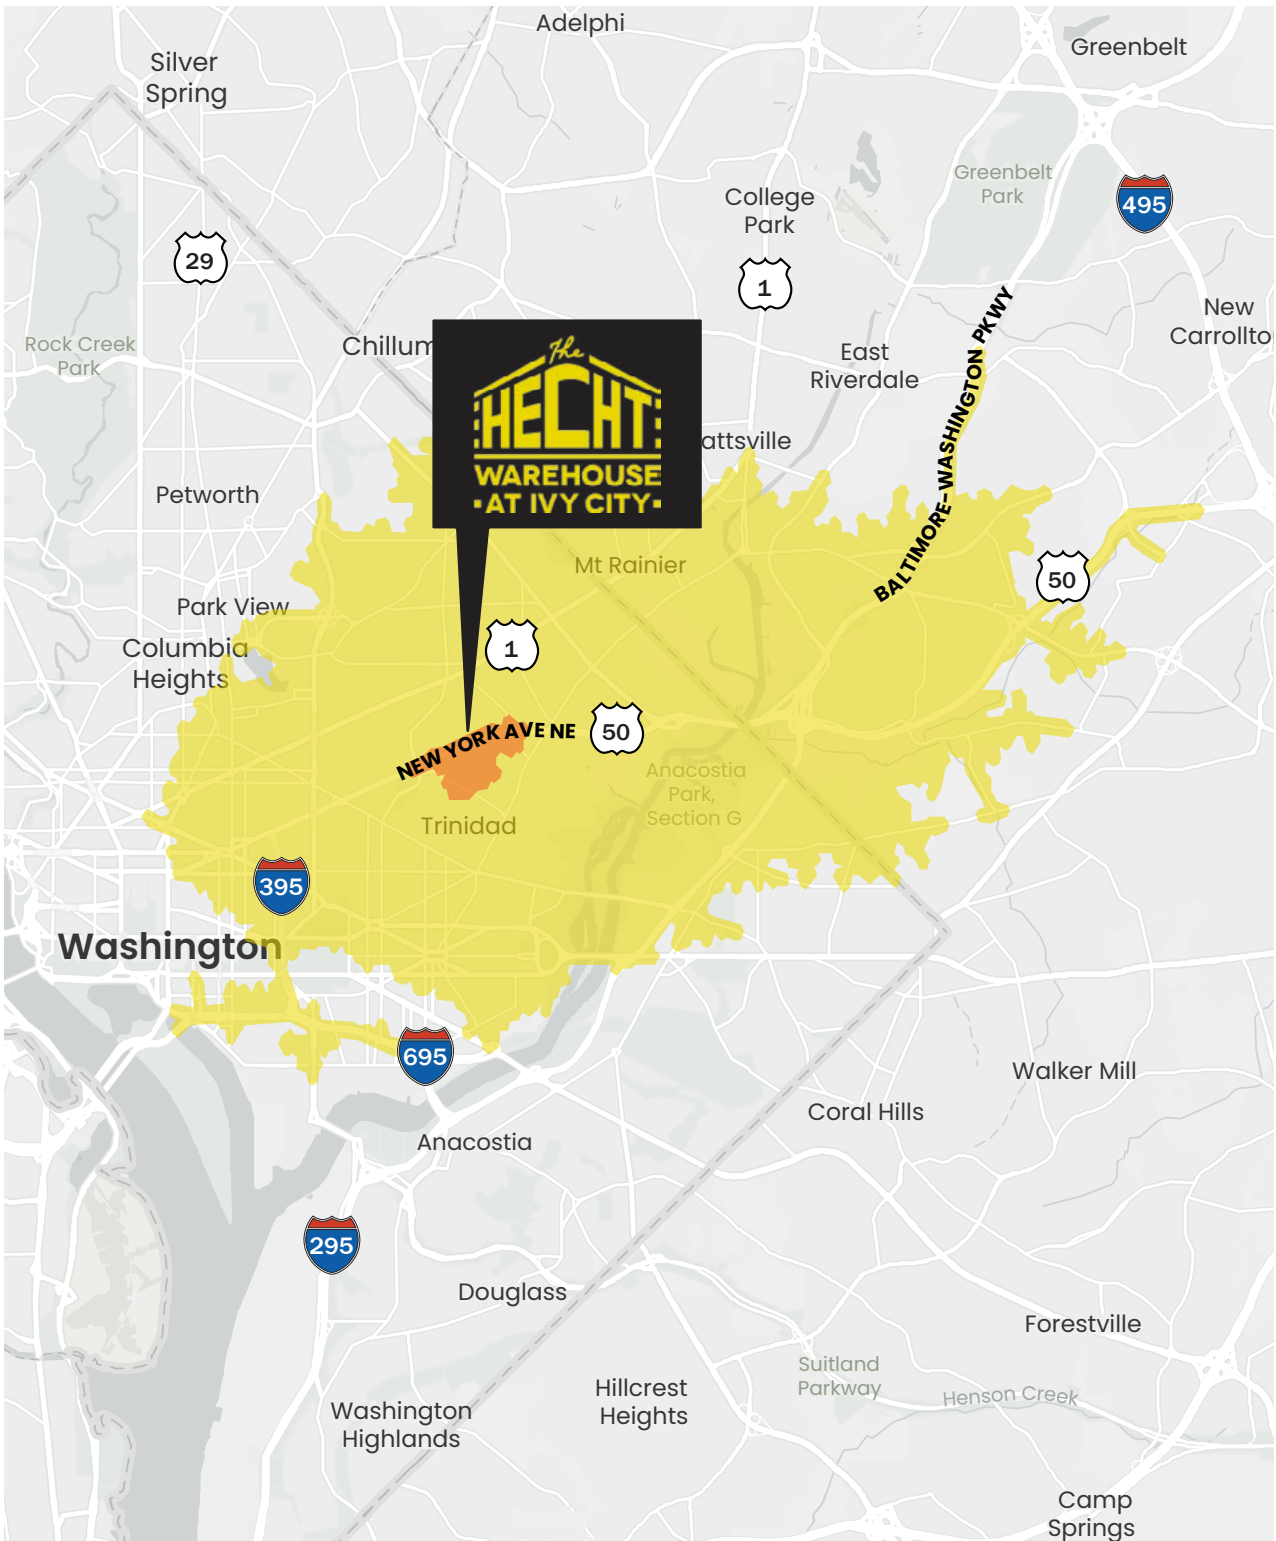 Adelphi
Greenbelt
Silver
Spring
Greenbelt
Park
495
College
Park
29
1
BALTIMORE–WASHINGTON PKWY
New
Carrollto
Rock Creek
Park
Chillum
East
Riverdale
The
HECHT
WAREHOUSE
AT IVY CITY
attsville
Petworth
Mt Rainier
50
Park View
Columbia
Heights
1
NEW YORK AVE NE
50
Anacostia
Park,
Section G
Trinidad
395
Washington
695
Walker Mill
Coral Hills
Anacostia
295
Douglass
Forestville
Suitland
Parkway
Henson Creek
Hillcrest
Heights
Washington
Highlands
Camp
Springs